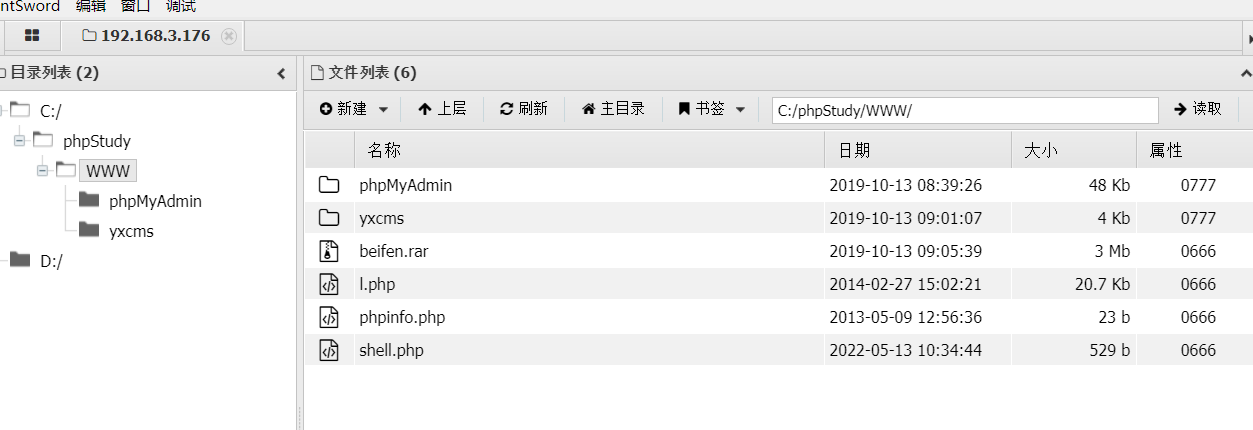 ntSword 编辑 窗口 调试
192.168.3.176
目录列表 (2)
C:/
phpStudy
WWW
phpMyAdmin
yxcms
D:/
文件列表 (6)
新建 上层 刷新 主目录 书签 C:/phpStudy/WWW/ 读取
名称 日期 大小 属性
phpMyAdmin 2019-10-13 08:39:26 48 Kb 0777
yxcms 2019-10-13 09:01:07 4 Kb 0777
beifen.rar 2019-10-13 09:05:39 3 Mb 0666
l.php 2014-02-27 15:02:21 20.7 Kb 0666
phpinfo.php 2013-05-09 12:56:36 23 b 0666
shell.php 2022-05-13 10:34:44 529 b 0666